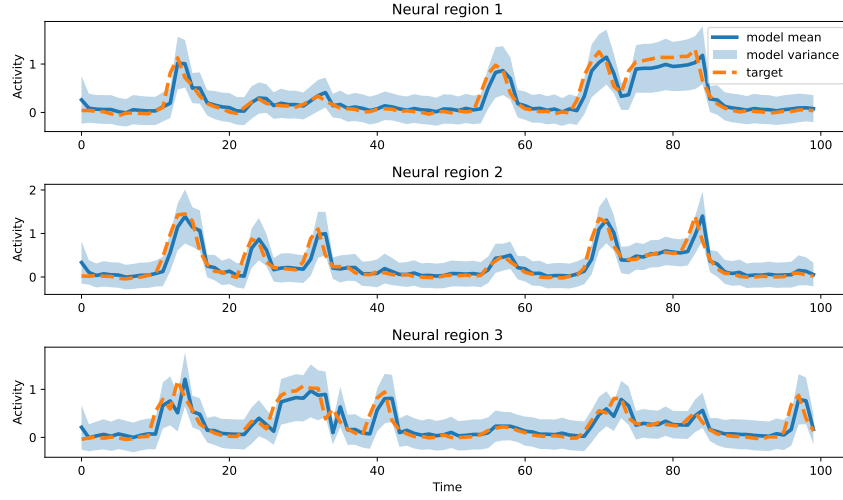 Neural region 1
Activity
1
0
model mean
model variance
target
0 20 40 60 80 100
Neural region 2
Activity
2
1
0
0 20 40 60 80 100
Neural region 3
Activity
1
0
0 20 40 60 80 100
Time